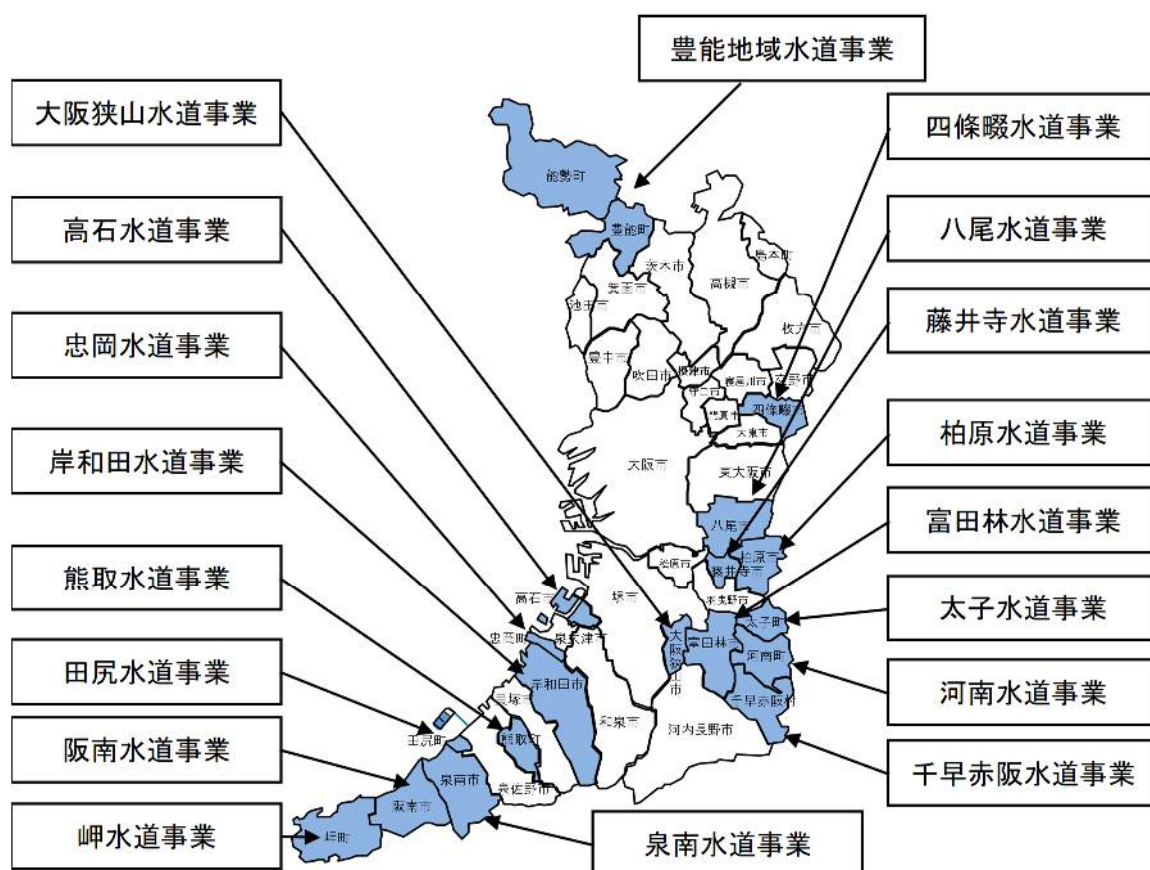 豊能地域水道事業
大阪狭山水道事業
四條畷水道事業
高石水道事業
八尾水道事業
忠岡水道事業
藤井寺水道事業
岸和田水道事業
柏原水道事業
熊取水道事業
富田林水道事業
田尻水道事業
太子水道事業
阪南水道事業
河南水道事業
岬水道事業
千早赤阪水道事業
泉南水道事業
能勢町
豊能町
茨木市
高槻市
島本町
箕面市
池田市
枚方市
豊中市
吹田市
摂津市
寝屋川市
交野市
守口市
門真市
四條畷市
大東市
大阪市
東大阪市
八尾市
柏原市
藤井寺市
松原市
羽曳野市
堺市
高石市
太子町
忠岡町
泉大津市
大阪狭山市
富田林市
河南町
岸和田市
千早赤阪村
貝塚市
和泉市
河内長野市
田尻町
熊取町
泉南市
泉佐野市
阪南市
岬町